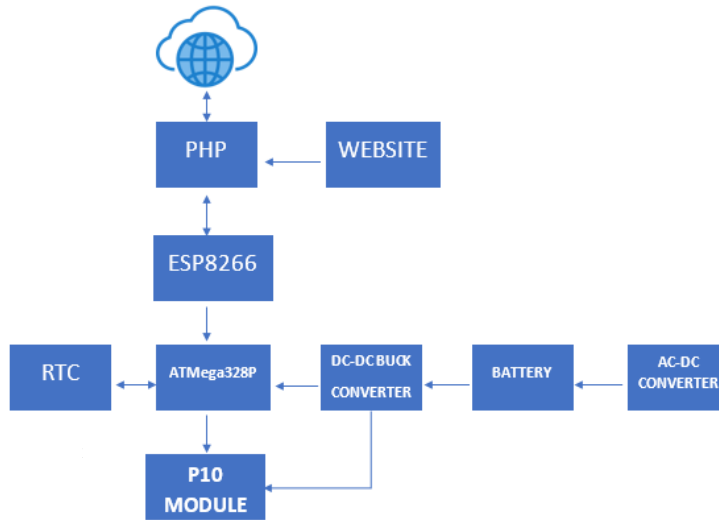 PHP
WEBSITE
ESP8266
RTC
ATMega328P
DC-DC BUCK
CONVERTER
BATTERY
AC-DC
CONVERTER
P10
MODULE